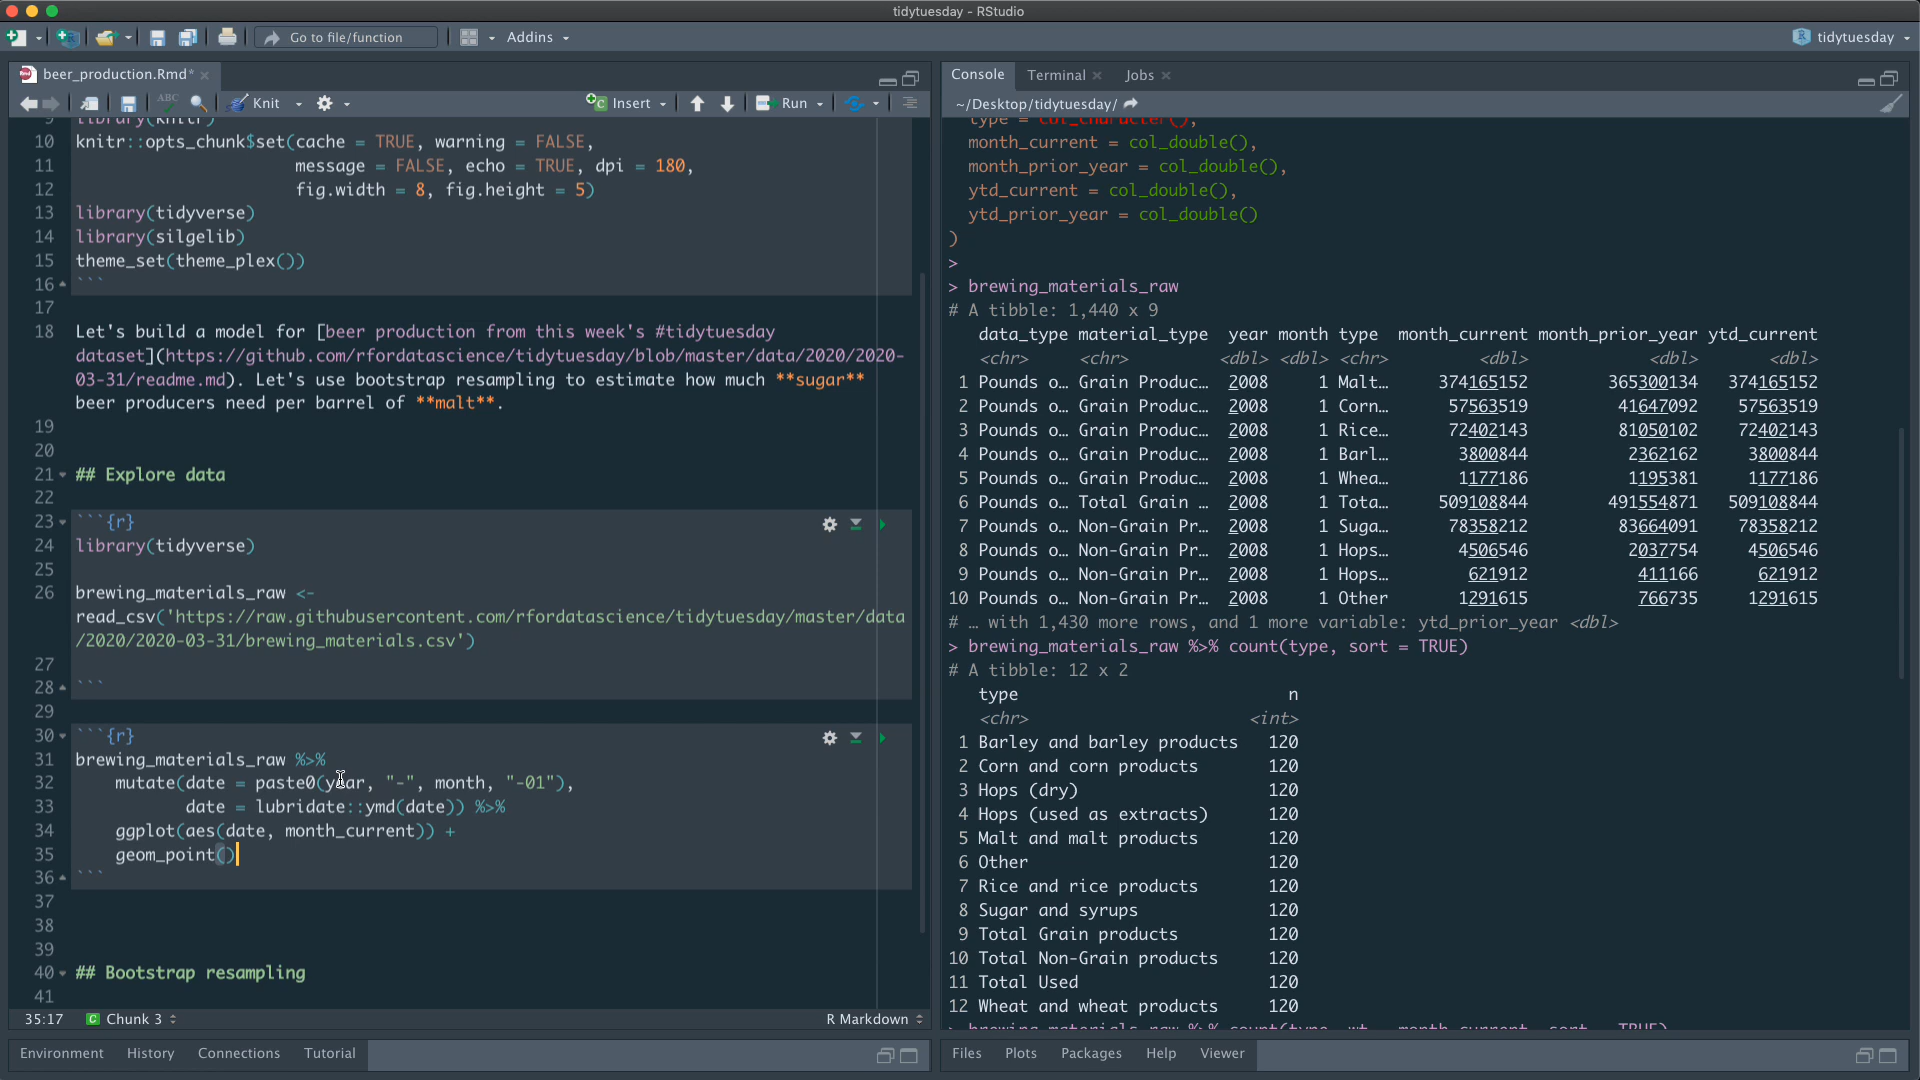 tidytuesday - RStudio
Go to file/function
Addins
tidytuesday
beer_production.Rmd*
ABC
Knit
Insert
Run
9 library(knitr)
10 knitr::opts_chunk$set(cache = TRUE, warning = FALSE,
11 message = FALSE, echo = TRUE, dpi = 180,
12 fig.width = 8, fig.height = 5)
13 library(tidyverse)
14 library(silgelib)
15 theme_set(theme_plex())
16 ```
17
18 Let's build a model for [beer production from this week's #tidytuesday
dataset](https://github.com/rfordatascience/tidytuesday/blob/master/data/2020/2020-
03-31/readme.md). Let's use bootstrap resampling to estimate how much **sugar**
beer producers need per barrel of **malt**.
19
20
21 ## Explore data
22
23 ```{r}
24 library(tidyverse)
25
26 brewing_materials_raw <-
read_csv('https://raw.githubusercontent.com/rfordatascience/tidytuesday/master/data
/2020/2020-03-31/brewing_materials.csv')
27
28 ```
29
30 ```{r}
31 brewing_materials_raw %>%
32 mutate(date = paste0(year, "-", month, "-01"),
33 date = lubridate::ymd(date)) %>%
34 ggplot(aes(date, month_current)) +
35 geom_point()
36 ```
37
38
39
40 ## Bootstrap resampling
41
35:17 Chunk 3 R Markdown
Environment History Connections Tutorial
Console Terminal Jobs
~/Desktop/tidytuesday/
type = col_character(),
month_current = col_double(),
month_prior_year = col_double(),
ytd_current = col_double(),
ytd_prior_year = col_double()
)
>
> brewing_materials_raw
# A tibble: 1,440 x 9
data_type material_type year month type month_current month_prior_year ytd_current
<chr> <chr> <dbl> <dbl> <chr> <dbl> <dbl> <dbl>
1 Pounds o… Grain Produc… 2008 1 Malt… 374165152 365300134 374165152
2 Pounds o… Grain Produc… 2008 1 Corn… 57563519 41647092 57563519
3 Pounds o… Grain Produc… 2008 1 Rice… 72402143 81050102 72402143
4 Pounds o… Grain Produc… 2008 1 Barl… 3800844 2362162 3800844
5 Pounds o… Grain Produc… 2008 1 Whea… 1177186 1195381 1177186
6 Pounds o… Total Grain … 2008 1 Tota… 509108844 491554871 509108844
7 Pounds o… Non-Grain Pr… 2008 1 Suga… 78358212 83664091 78358212
8 Pounds o… Non-Grain Pr… 2008 1 Hops… 4506546 2037754 4506546
9 Pounds o… Non-Grain Pr… 2008 1 Hops… 621912 411166 621912
10 Pounds o… Non-Grain Pr… 2008 1 Other 1291615 766735 1291615
# … with 1,430 more rows, and 1 more variable: ytd_prior_year <dbl>
> brewing_materials_raw %>% count(type, sort = TRUE)
# A tibble: 12 x 2
type n
<chr> <int>
1 Barley and barley products 120
2 Corn and corn products 120
3 Hops (dry) 120
4 Hops (used as extracts) 120
5 Malt and malt products 120
6 Other 120
7 Rice and rice products 120
8 Sugar and syrups 120
9 Total Grain products 120
10 Total Non-Grain products 120
11 Total Used 120
12 Wheat and wheat products 120
> brewing_materials_raw %>% count(type, wt = month_current, sort = TRUE)
Files Plots Packages Help Viewer